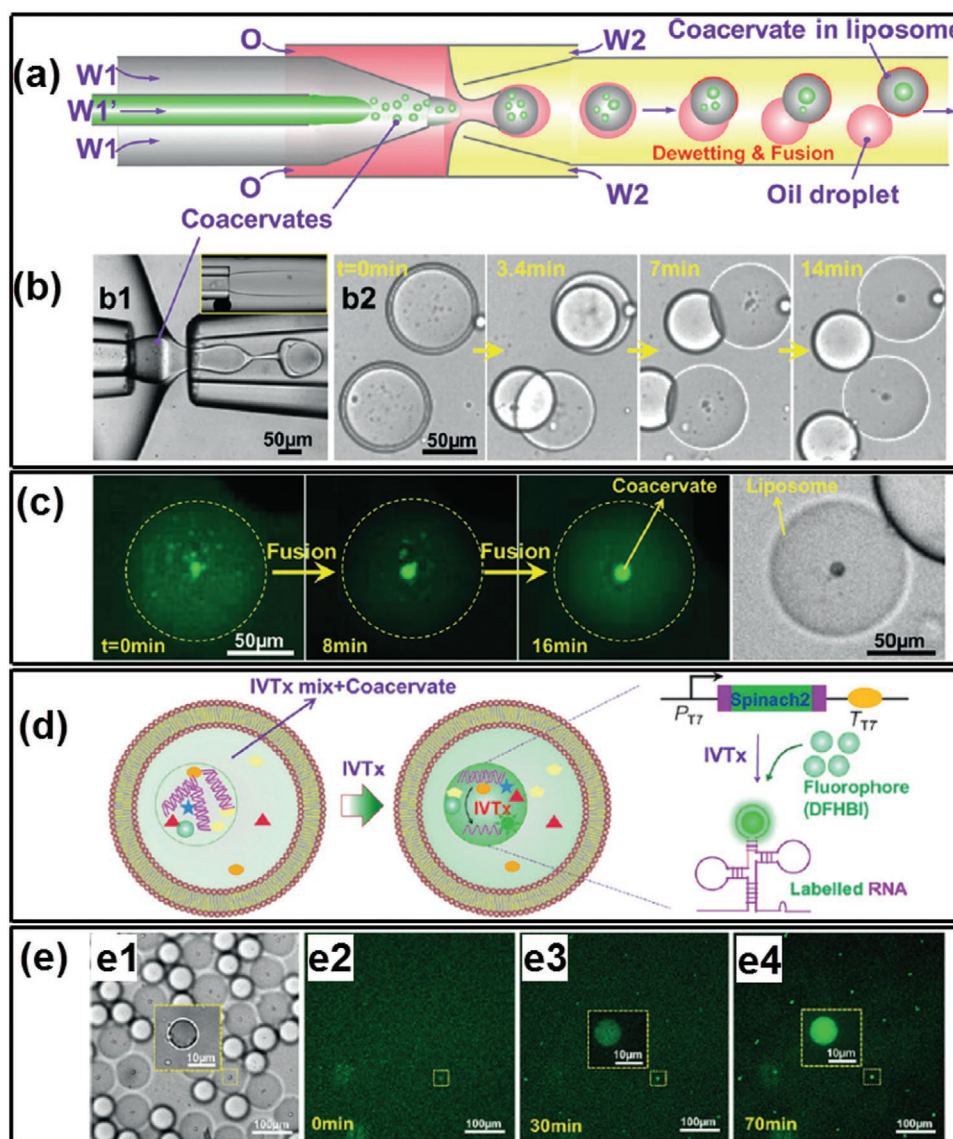 (a)
O
W2
Coacervate in liposome
W1
W1'
W1
Dewetting & Fusion
O
W2
Oil droplet
Coacervates
(b)
b1
50μm
b2
t=0min
3.4min
7min
14min
50μm
(c)
Fusion
Fusion
Coacervate
Liposome
t=0min
50μm
8min
16min
50μm
(d)
IVTx mix+Coacervate
IVTx
IVTx
PT7
Spinach2
TT7
IVTx
Fluorophore
(DFHBI)
Labelled RNA
(e)
e1
10μm
100μm
e2
0min
100μm
e3
10μm
30min
100μm
e4
10μm
70min
100μm